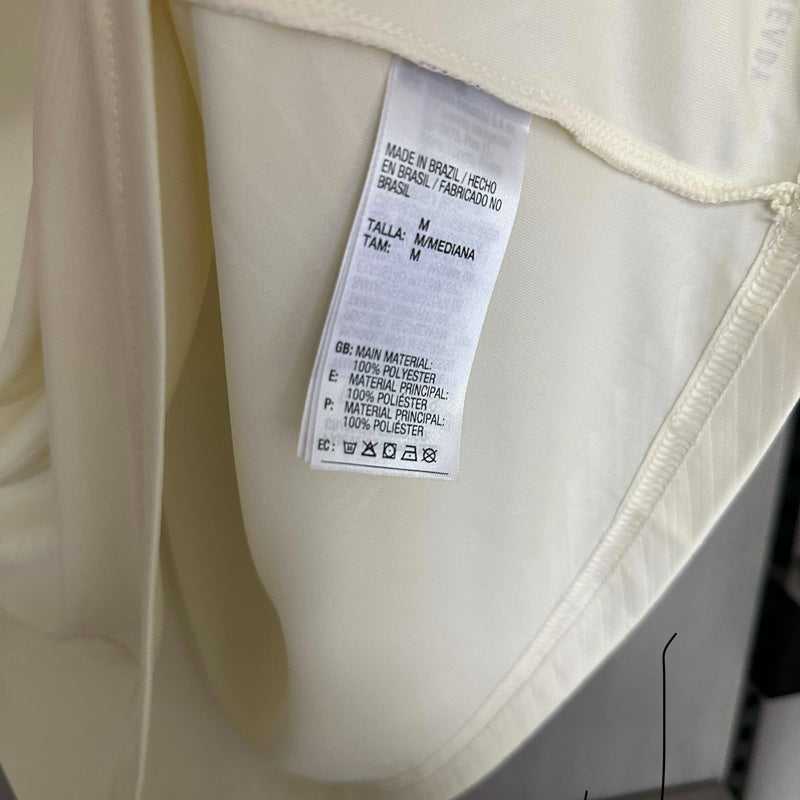 MADE IN BRAZIL / HECHO
EN BRASIL / FABRICADO NO
BRASIL
M
TALLA: M/MEDIANA
TAM: M
GB: MAIN MATERIAL:
100% POLYESTER
E: MATERIAL PRINCIPAL:
100% POLIÉSTER
P: MATERIAL PRINCIPAL:
100% POLIÉSTER
EC: